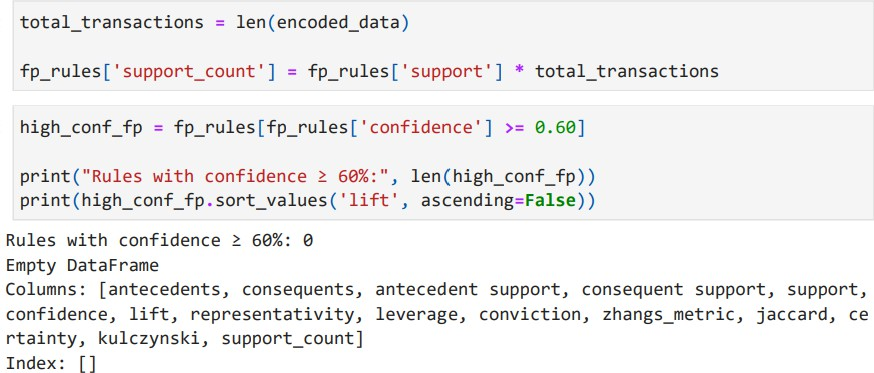 total_transactions = len(encoded_data)
fp_rules['support_count'] = fp_rules['support'] * total_transactions
high_conf_fp = fp_rules[fp_rules['confidence'] >= 0.60]
print("Rules with confidence ≥ 60%:", len(high_conf_fp))
print(high_conf_fp.sort_values('lift', ascending=False))
Rules with confidence ≥ 60%: 0
Empty DataFrame
Columns: [antecedents, consequents, antecedent support, consequent support, support,
confidence, lift, representativity, leverage, conviction, zhangs_metric, jaccard, ce
rtainty, kulczynski, support_count]
Index: []